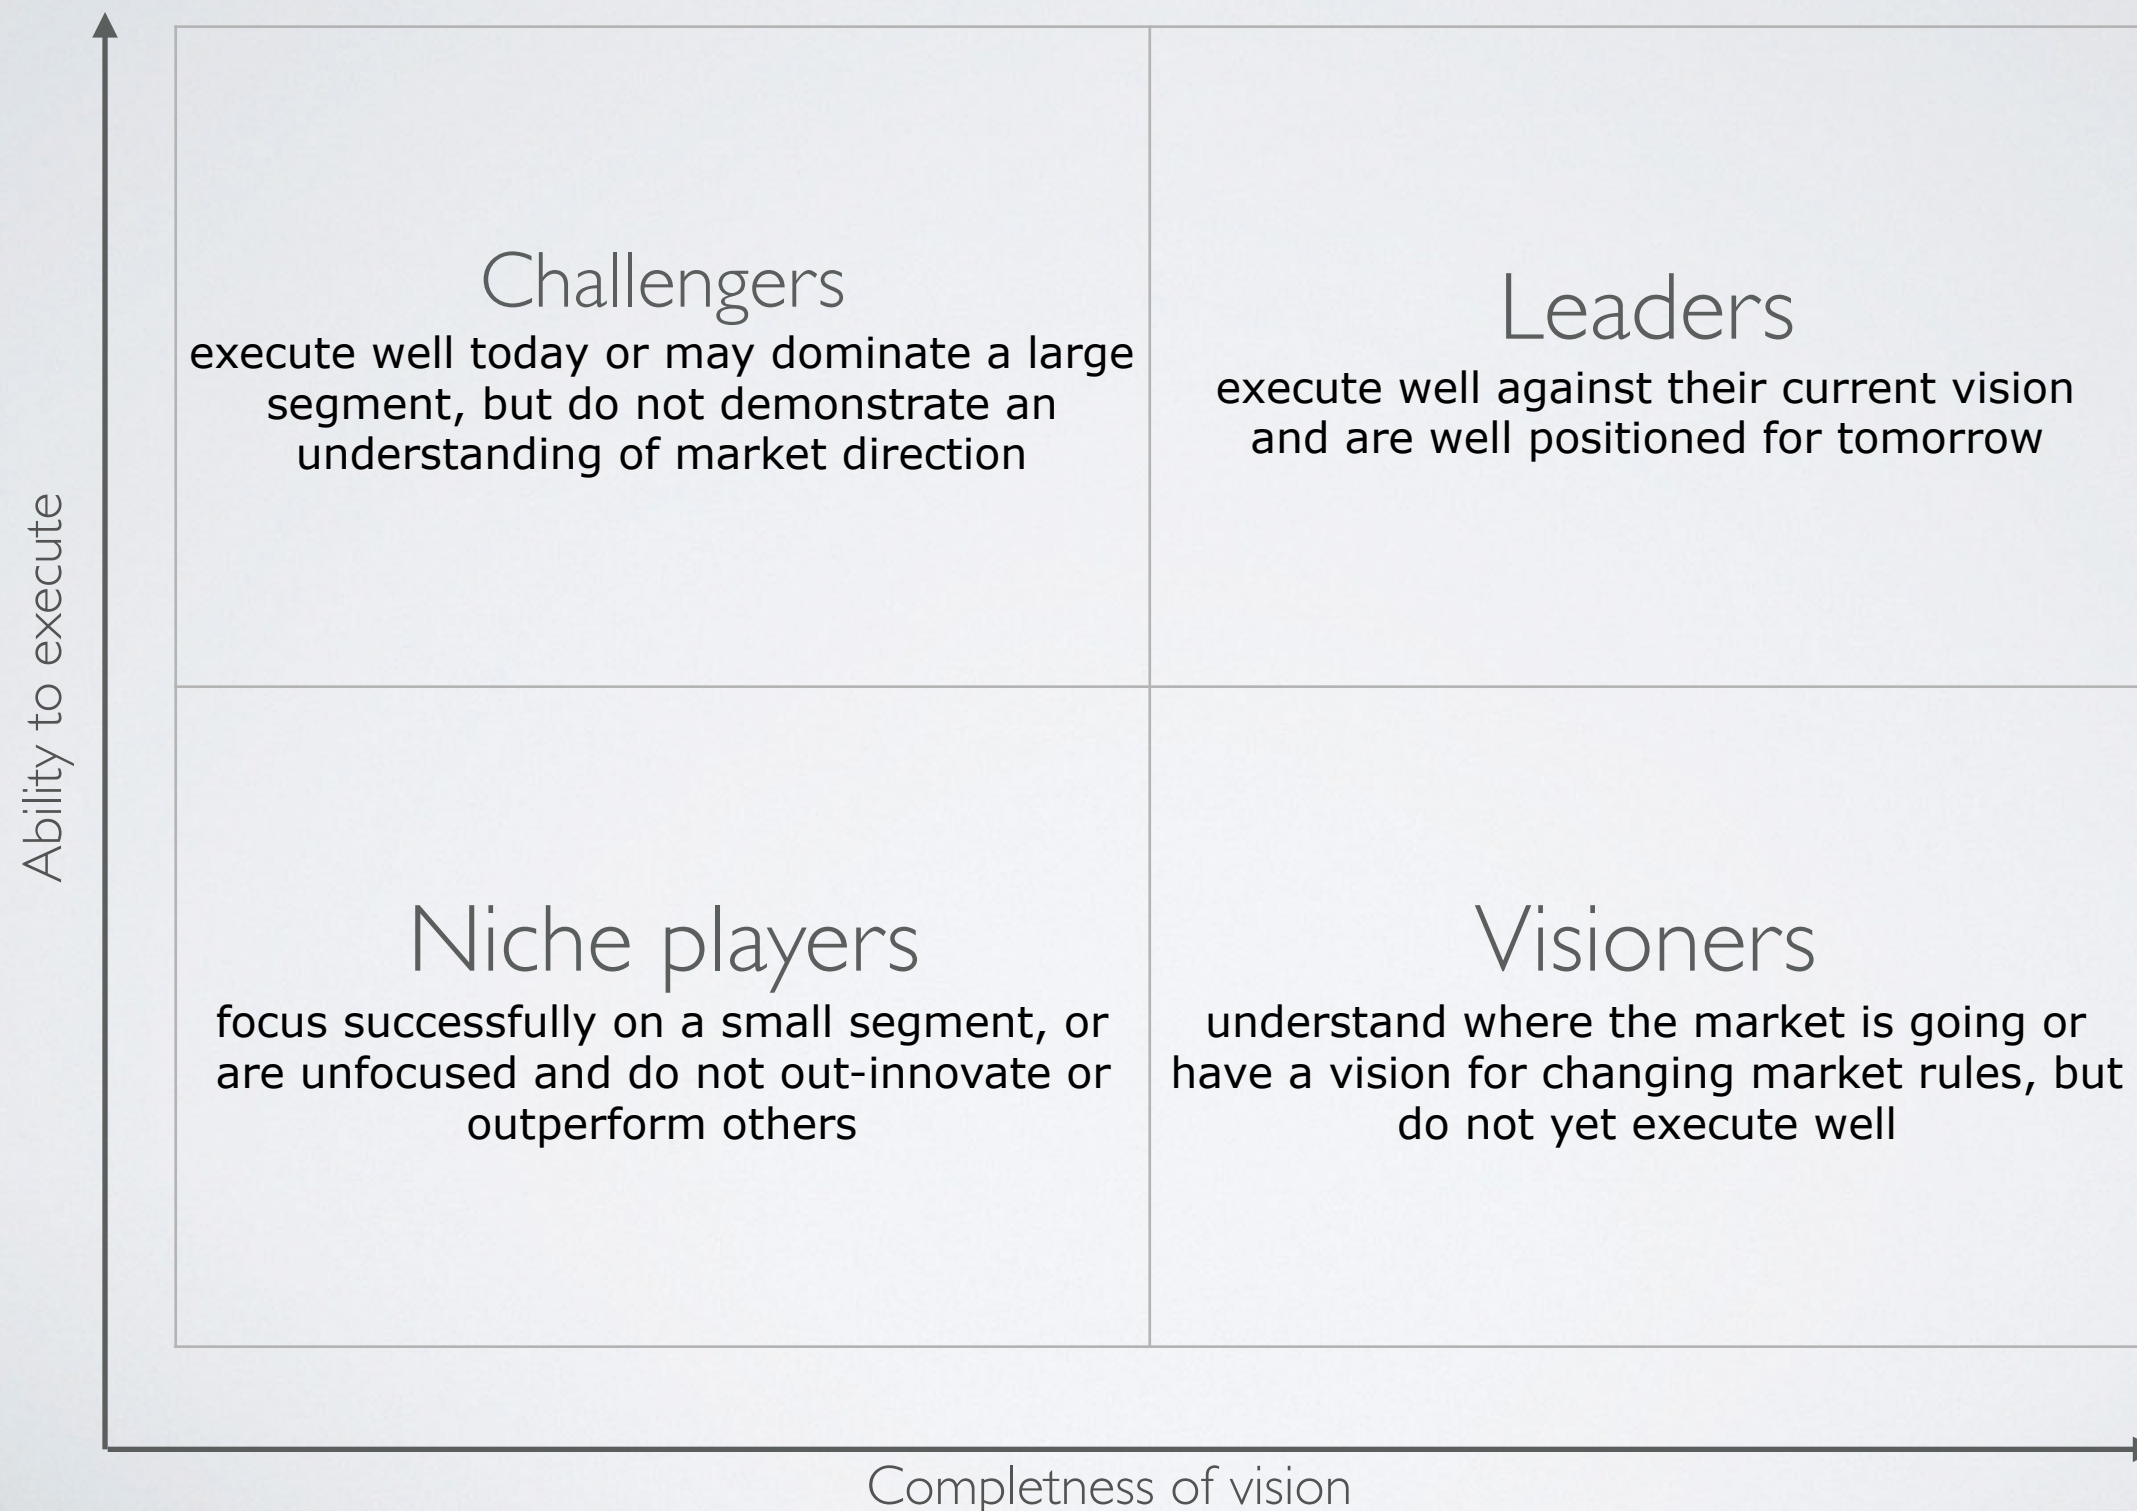 Challengers
execute well today or may dominate a large
segment, but do not demonstrate an
understanding of market direction
Leaders
execute well against their current vision
and are well positioned for tomorrow
Ability to execute
Niche players
focus successfully on a small segment, or
are unfocused and do not out-innovate or
outperform others
Visioners
understand where the market is going or
have a vision for changing market rules, but
do not yet execute well
Completness of vision